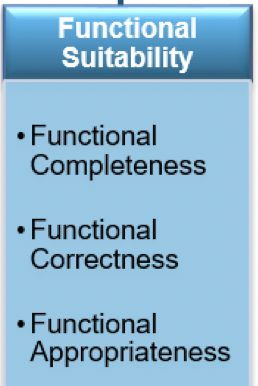 Functional
Suitability
• Functional
Completeness
• Functional
Correctness
• Functional
Appropriateness